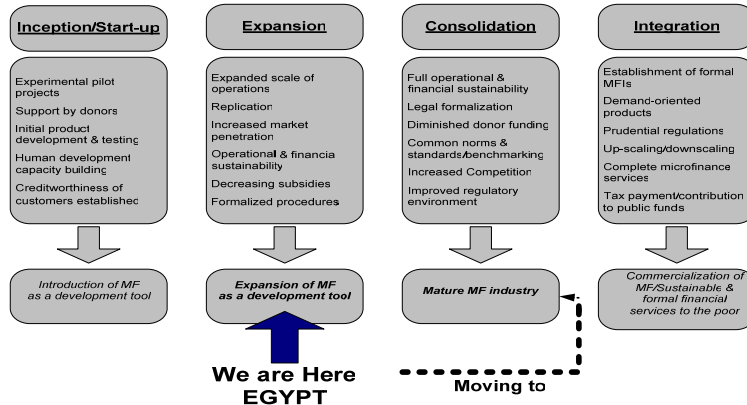 Inception/Start-up
Experimental pilot
projects
Support by donors
Initial product
development & testing
Human development
capacity building
Creditworthiness of
customers established
Introduction of MF
as a development tool
Expansion
Expanded scale of
operations
Replication
Increased market
penetration
Operational & financia
sustainability
Decreasing subsidies
Formalized procedures
Expansion of MF
as a development tool
Consolidation
Full operational &
financial sustainability
Legal formalization
Diminished donor funding
Common norms &
standards/benchmarking
Increased Competition
Improved regulatory
environment
Mature MF industry
Integration
Establishment of formal
MFIs
Demand-oriented
products
Prudential regulations
Up-scaling/downscaling
Complete microfinance
services
Tax payment/contribution
to public funds
Commercialization of
MF/Sustainable &
formal financial
services to the poor
We are Here
EGYPT
Moving to